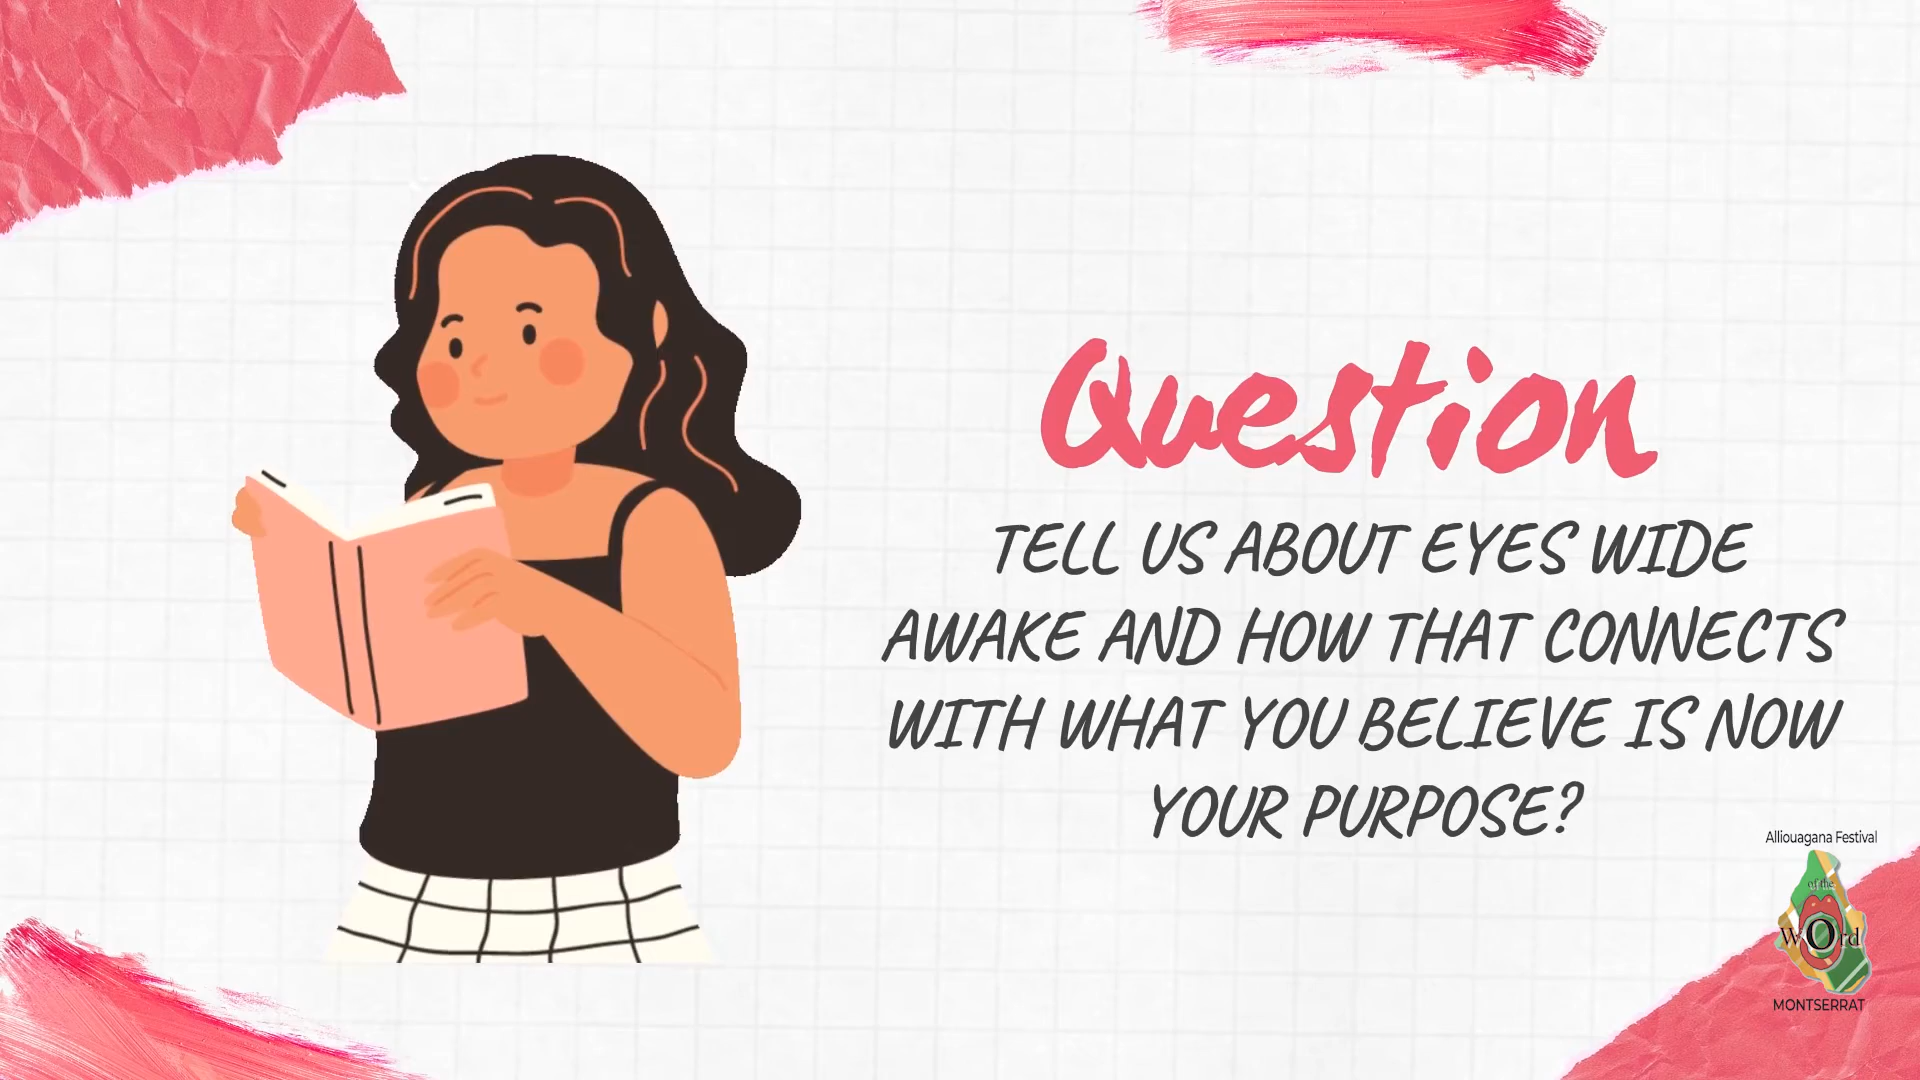 Question
TELL US ABOUT EYES WIDE
AWAKE AND HOW THAT CONNECTS
WITH WHAT YOU BELIEVE IS NOW
YOUR PURPOSE?
Alliouagana Festival
of the
Word
MONTSERRAT